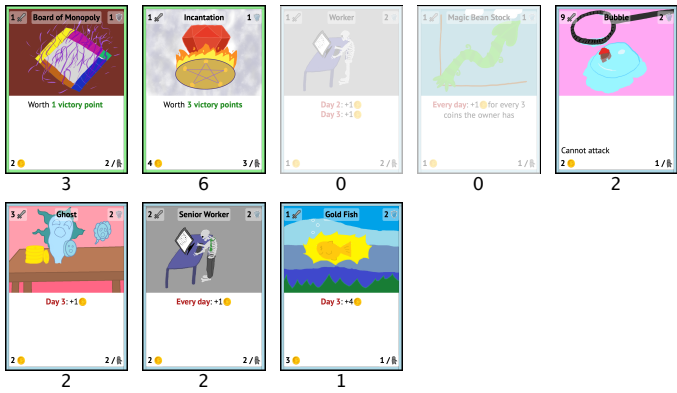 1 Board of Monopoly 1
Worth 1 victory point
2 2 /
3
1 Incantation 1
Worth 3 victory points
4 3 /
6
1 Worker 2
Day 2: +1
Day 3: +1
1 2 /
0
1 Magic Bean Stock 1
Every day: +1 for every 3
coins the owner has
1 1 /
0
9 Bubble 2
Cannot attack
2 1 /
2
3 Ghost 2
Day 3: +1
2 2 /
2
2 Senior Worker 2
Every day: +1
2 2 /
2
1 Gold Fish 2
Day 3: +4
3 1 /
1